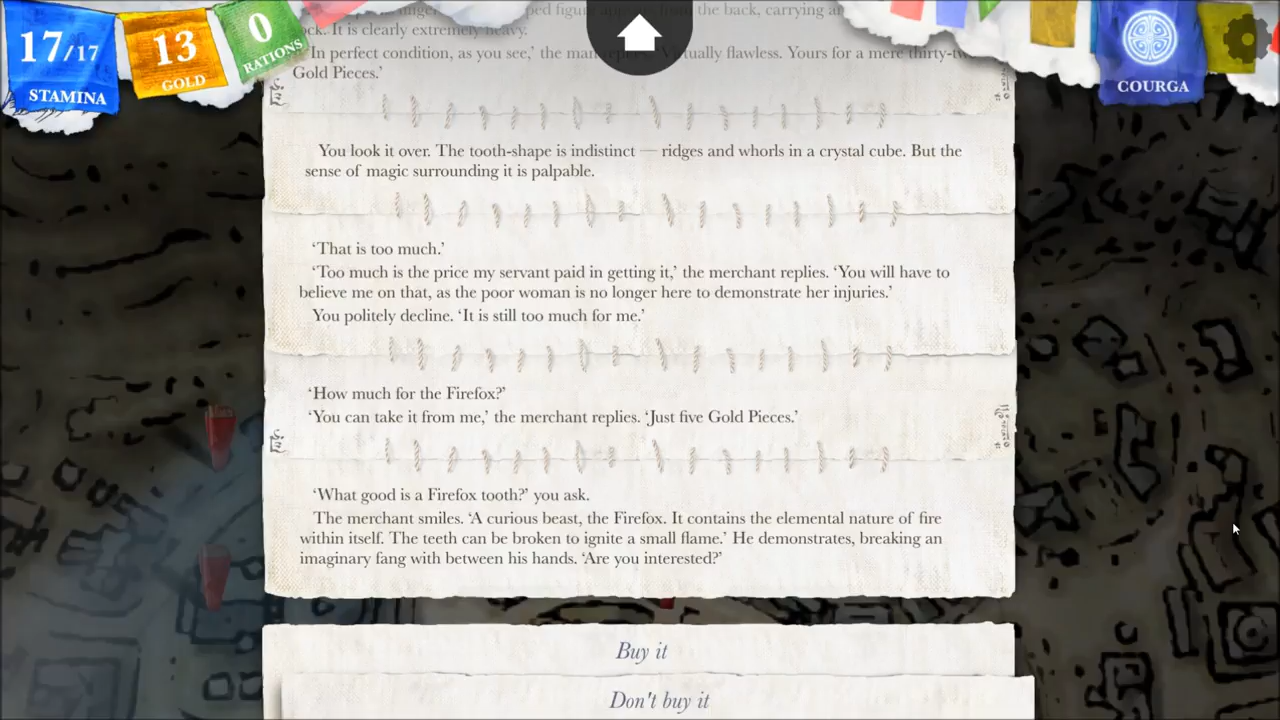 17/17
STAMINA
13
GOLD
0
RATIONS
COURGA
the back, carrying
It is clearly extremely heavy.
'In perfect condition, as you see,' the
flawless. Yours for a mere
Gold Pieces.'
You look it over. The tooth-shape is indistinct — ridges and whorls in a crystal cube. But the
sense of magic surrounding it is palpable.
'That is too much.'
'Too much is the price my servant paid in getting it,' the merchant replies. 'You will have to
believe me on that, as the poor woman is no longer here to demonstrate her injuries.'
You politely decline. 'It is still too much for me.'
'How much for the Firefox?'
'You can take it from me,' the merchant replies. 'Just five Gold Pieces.'
'What good is a Firefox tooth?' you ask.
The merchant smiles. 'A curious beast, the Firefox. It contains the elemental nature of fire
within itself. The teeth can be broken to ignite a small flame.' He demonstrates, breaking an
imaginary fang with between his hands. 'Are you interested?'
Buy it
Don't buy it